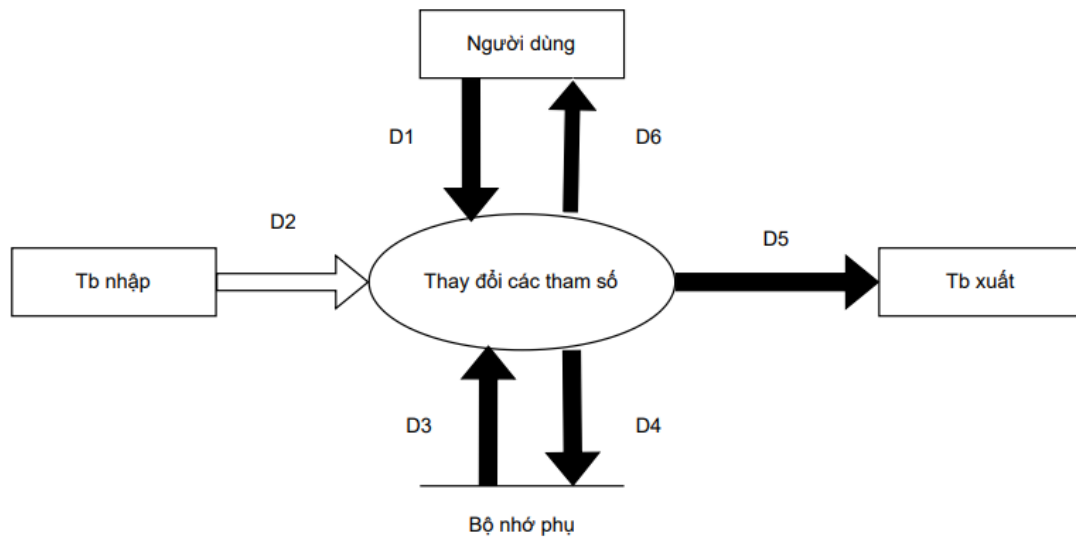 Người dùng
D1
D6
D2
D5
Tb nhập
Thay đổi các tham số
Tb xuất
D3
D4
Bộ nhớ phụ